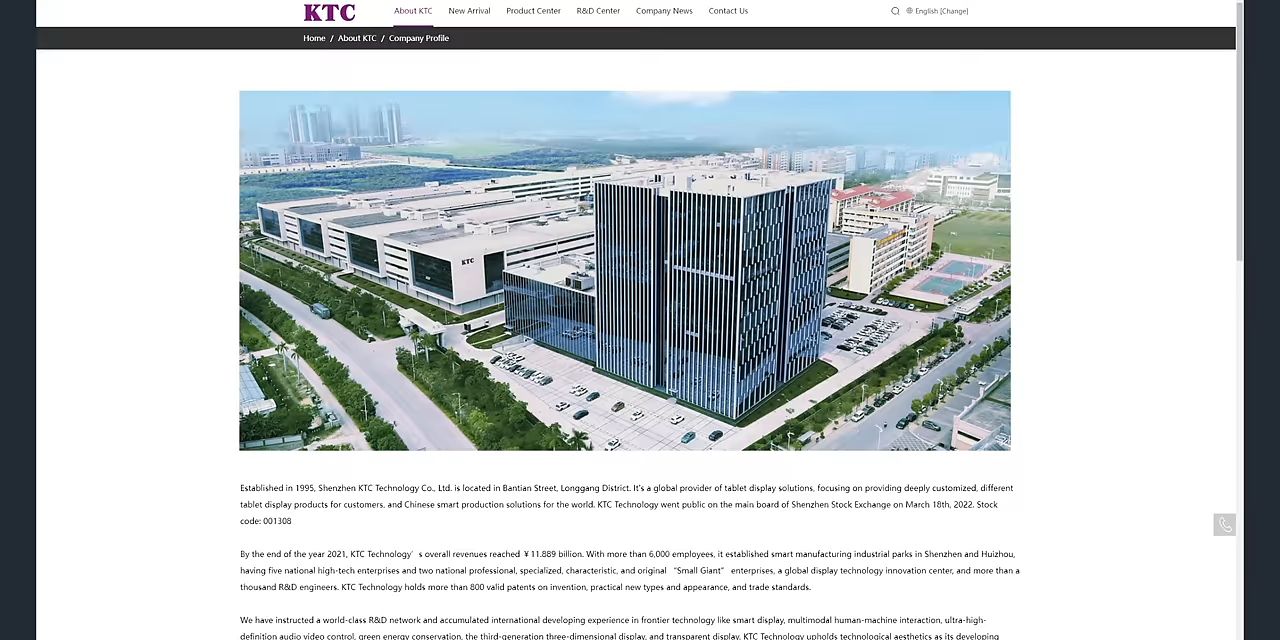 KTC
About KTC New Arrival Product Center R&D Center Company News Contact Us English [Change]
Home / About KTC / Company Profile
KTC
Established in 1995, Shenzhen KTC Technology Co., Ltd. is located in Bantian Street, Longgang District. It's a global provider of tablet display solutions, focusing on providing deeply customized, different
tablet display products for customers, and Chinese smart production solutions for the world. KTC Technology went public on the main board of Shenzhen Stock Exchange on March 18th, 2022. Stock
code: 001308
By the end of the year 2021, KTC Technology's overall revenues reached ¥11.889 billion. With more than 6,000 employees, it established smart manufacturing industrial parks in Shenzhen and Huizhou,
having five national high-tech enterprises and two national professional, specialized, characteristic, and original “Small Giant” enterprises, a global display technology innovation center, and more than a
thousand R&D engineers. KTC Technology holds more than 800 valid patents on invention, practical new types and appearance, and trade standards.
We have instructed a world-class R&D network and accumulated international developing experience in frontier technology like smart display, multimodal human-machine interaction, ultra-high-
definition audio video control, green energy conservation, the third-generation three-dimensional display, and transparent display. KTC Technology upholds technological aesthetics as its developing